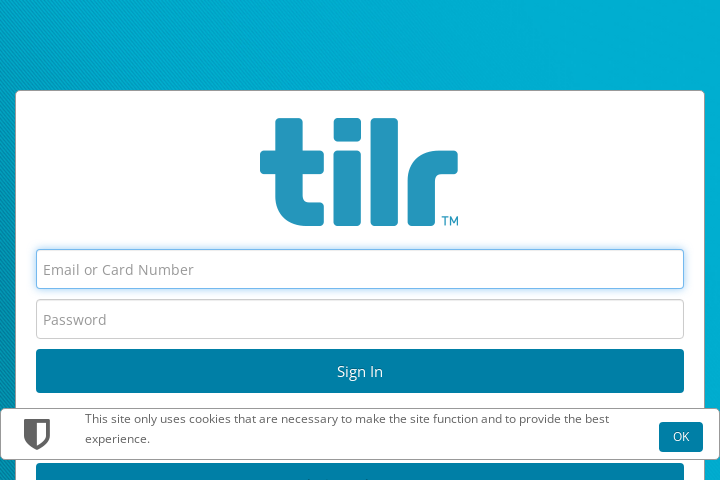 tilr™
Email or Card Number
Password
Sign In
This site only uses cookies that are necessary to make the site function and to provide the best
experience.
OK